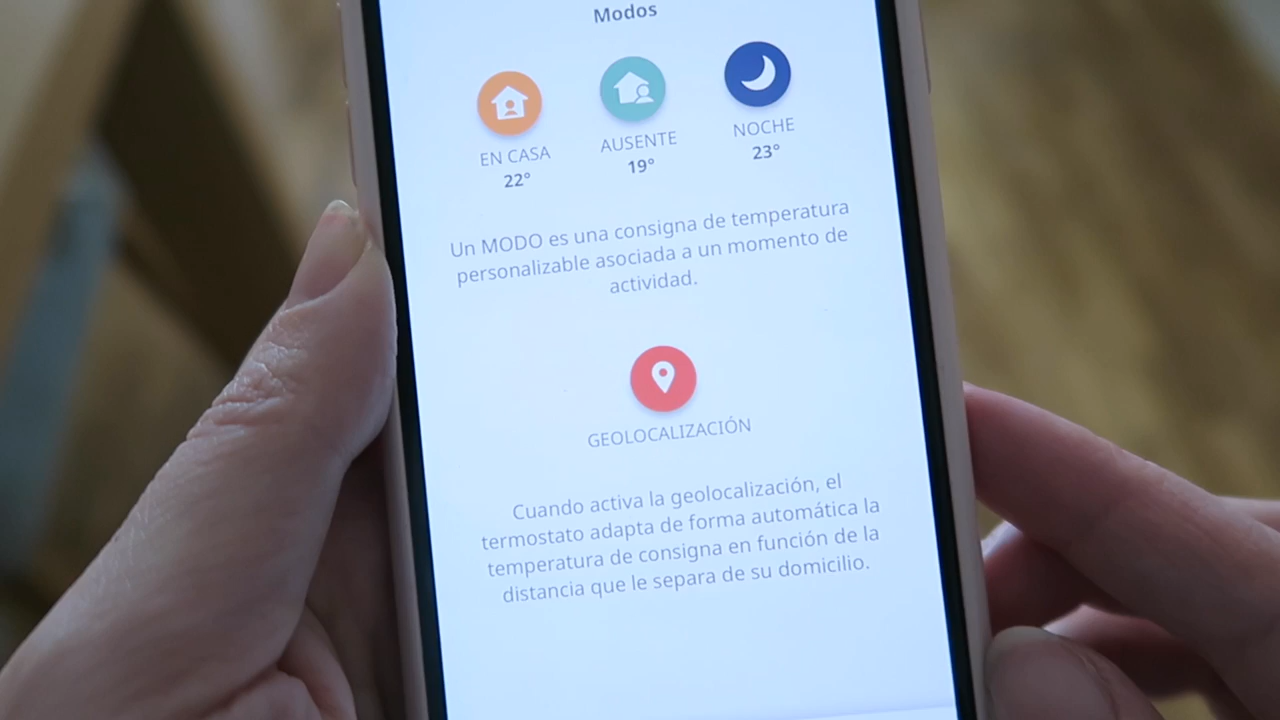 Modos
EN CASA
22°
AUSENTE
19°
NOCHE
23°
Un MODO es una consigna de temperatura
personalizable asociada a un momento de
actividad.
GEOLOCALIZACIÓN
Cuando activa la geolocalización, el
termostato adapta de forma automática la
temperatura de consigna en función de la
distancia que le separa de su domicilio.